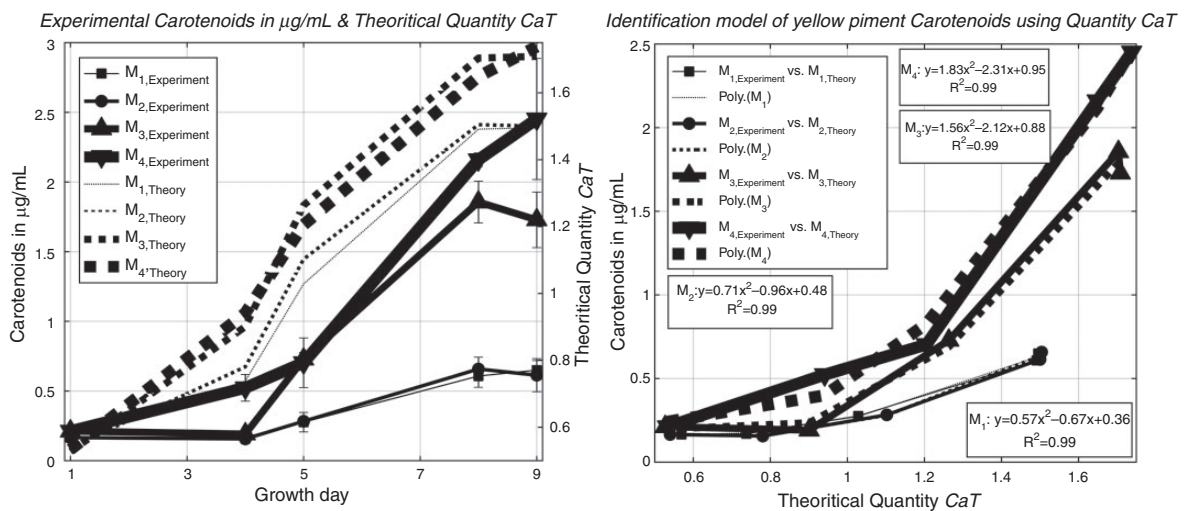 Experimental Carotenoids in μg/mL & Theoritical Quantity CaT
3
2.5
2
1.5
1
0.5
0
Carotenoids in μg/mL
M1,Experiment
M2,Experiment
M3,Experiment
M4,Experiment
M1,Theory
M2,Theory
M3,Theory
M4,Theory
1.6
1.4
1.2
1
0.8
0.6
Theoritical Quantity CaT
1
3
5
7
9
Growth day
Identification model of yellow piment Carotenoids using Quantity CaT
2.5
2
1.5
1
0.5
0
Carotenoids in μg/mL
M1,Experiment vs. M1,Theory
Poly.(M1)
M2,Experiment vs. M2,Theory
Poly.(M2)
M3,Experiment vs. M3,Theory
Poly.(M3)
M4,Experiment vs. M4,Theory
Poly.(M4)
M4: y=1.83x²−2.31x+0.95
R²=0.99
M3: y=1.56x²−2.12x+0.88
R²=0.99
M2:y=0.71x²−0.96x+0.48
R²=0.99
M1: y=0.57x²−0.67x+0.36
R²=0.99
0.6
0.8
1
1.2
1.4
1.6
Theoritical Quantity CaT